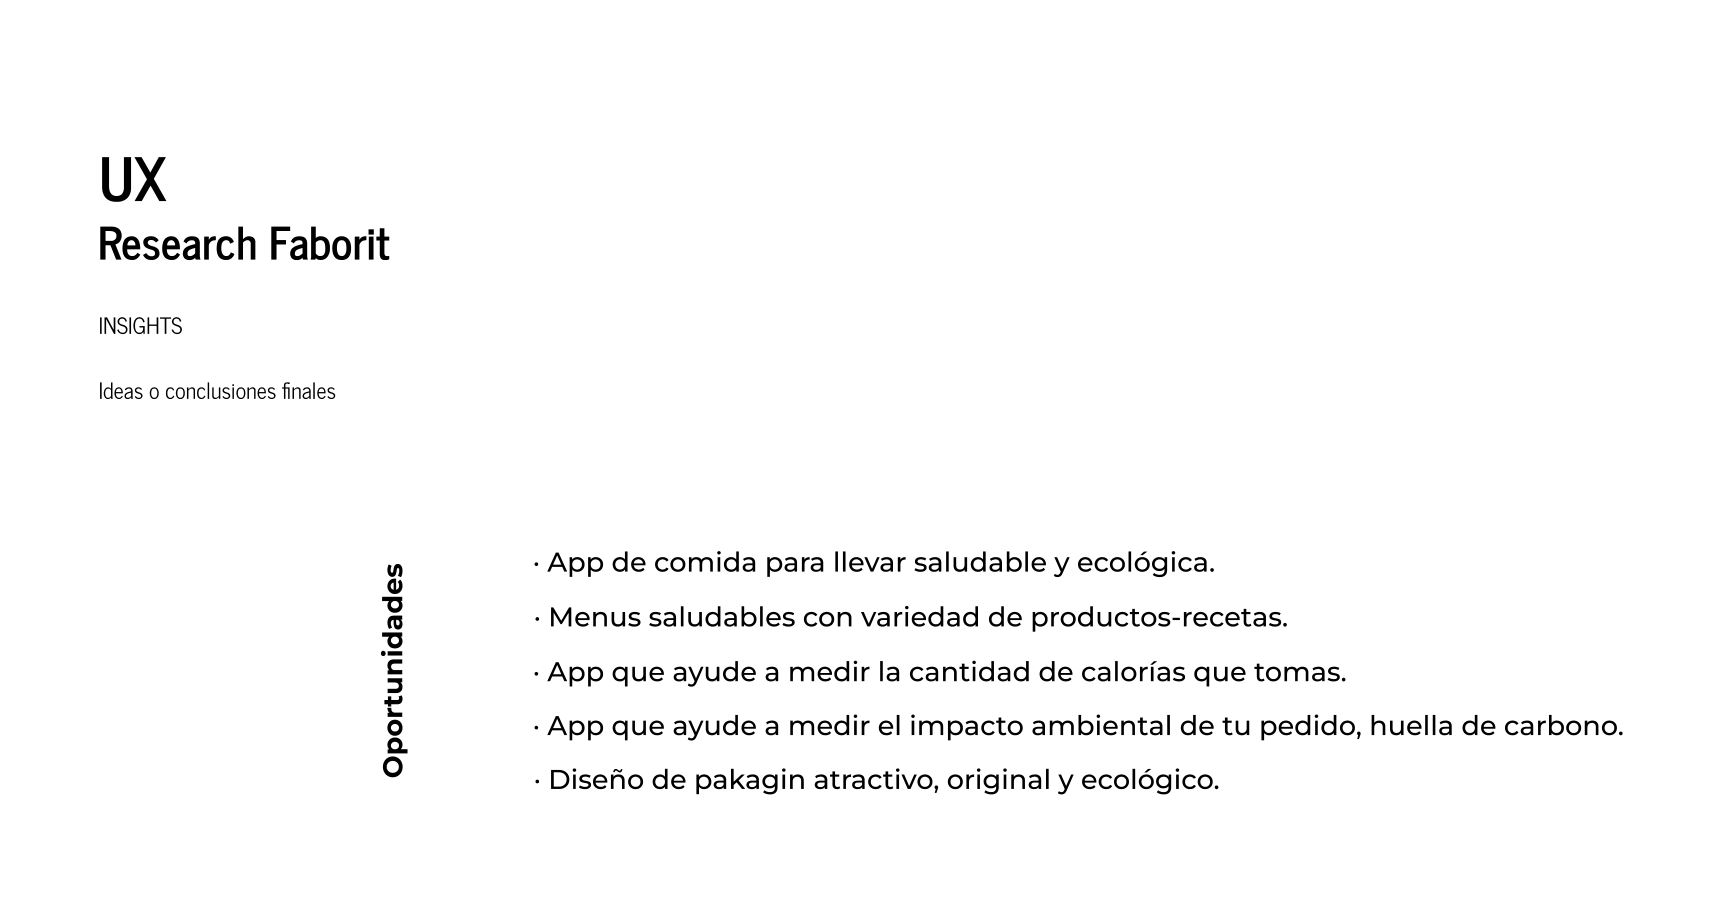 UX
Research Faborit
INSIGHTS
Ideas o conclusiones finales
Oportunidades
· App de comida para llevar saludable y ecológica.
· Menus saludables con variedad de productos-recetas.
· App que ayude a medir la cantidad de calorías que tomas.
· App que ayude a medir el impacto ambiental de tu pedido, huella de carbono.
· Diseño de pakagin atractivo, original y ecológico.